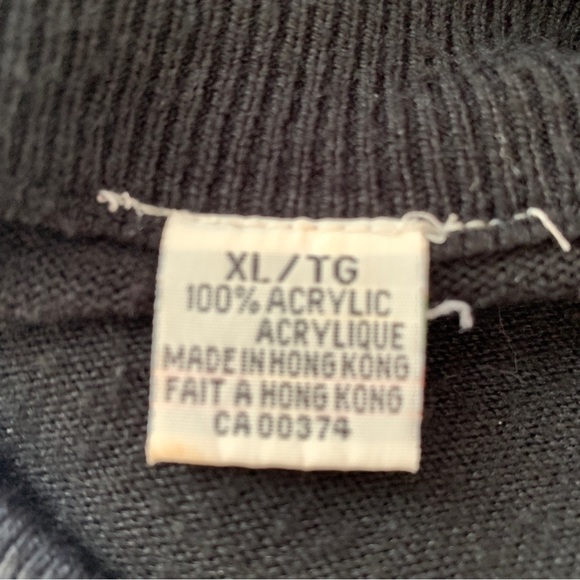 XL/TG
100% ACRYLIC
ACRYLIQUE
MADE IN HONG KONG
FAIT A HONG KONG
CA 00374